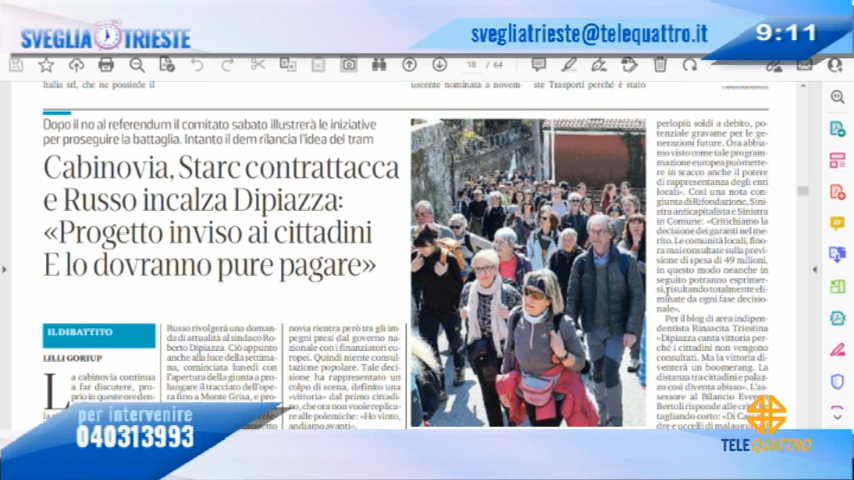 SVEGLIA TRIESTE
svegliatrieste@telequattro.it
9:11
18 / 64
Italia srl, che ne possiede il
uscente nominata a novem-
ste Trasporti perché è stato
Dopo il no al referendum il comitato sabato illustrerà le iniziative
per proseguire la battaglia. Intanto il dem rilancia l'idea del tram
Cabinovia, Starc contrattacca
e Russo incalza Dipiazza:
«Progetto inviso ai cittadini
E lo dovranno pure pagare»
IL DIBATTITO
LILLI GORIUP
La cabinovia continua
a far discutere, pro-
prio in queste ore den-
Russo rivolgerà una doman-
da di attualità al sindaco Ro-
berto Dipiazza. Ciò appunto
anche alla luce della settima-
na, cominciata lunedì con
l'apertura della giunta a pro-
lungare il tracciato dell'ope-
ra fino a Monte Grisa, e pro-
novia rientra però tra gli im-
pegni presi dal governo na-
zionale con i finanziatori eu-
ropei. Quindi niente consul-
tazione popolare. Tale deci-
sione ha rappresentato un
colpo di scena, definito una
«vittoria» dal primo cittadi-
no, che ora non vuole replica-
re alle polemiche: «Ho vinto,
andiamo avanti».
perlopiù soldi a debito, po-
tenziale gravame per le ge-
nerazioni future. Ora abbia-
mo visto come tale program-
mazione europea può mette-
re in scacco anche il potere
di rappresentanza degli enti
locali». Così una nota con-
giunta di Rifondazione, Sini-
stra anticapitalista e Sinistra
in Comune: «Critichiamo la
decisione dei garanti nel me-
rito. Le comunità locali, fino-
ra mai consultate sulla previ-
sione di spesa di 49 milioni,
in questo modo neanche in
seguito potranno esprimer-
si, risultando totalmente eli-
minate da ogni fase decisio-
nale».
Per il blog di area indipen-
dentista Rinascita Triestina
«Dipiazza canta vittoria per-
ché i cittadini non vengono
consultati. Ma la vittoria di-
venterà un boomerang. La
distanza tra cittadini e palaz-
zo così diventa abisso». L'as-
sessore al Bilancio Everest
Bertoli risponde alle
tagliando corto: «Di
dre e uccelli di
per intervenire
040313993
TELEQUATTRO